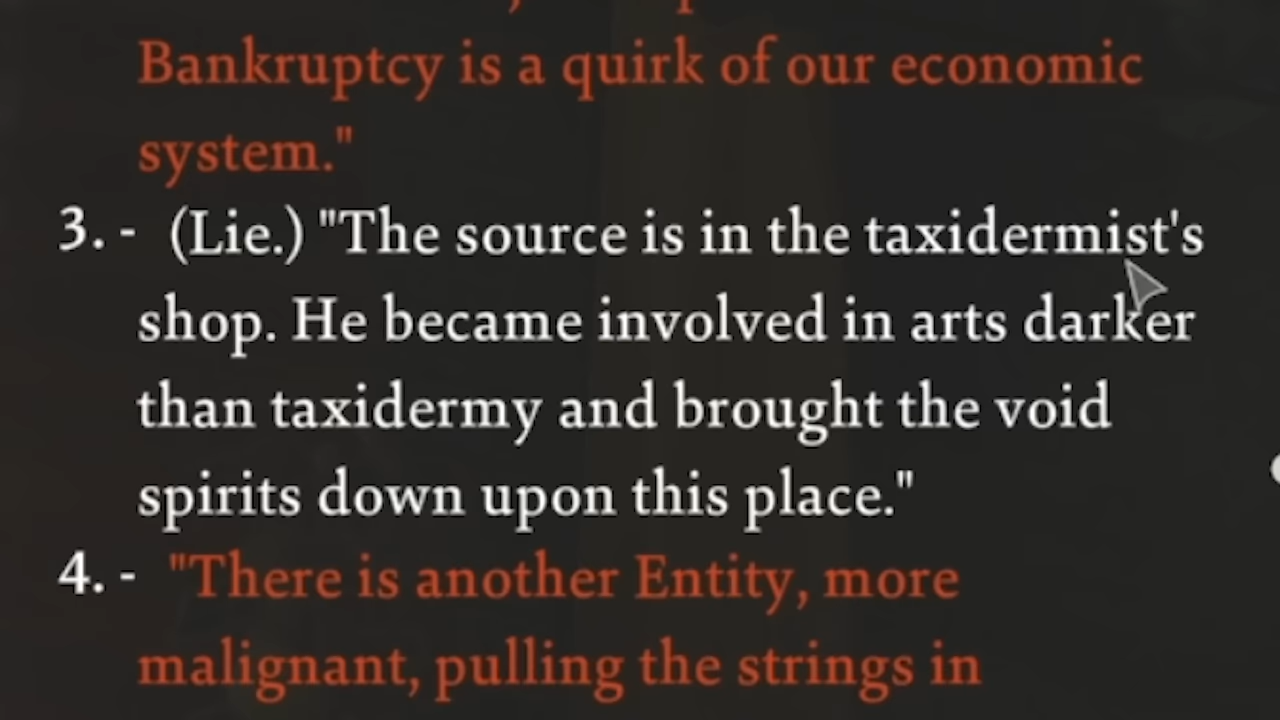 Bankruptcy is a quirk of our economic
system."
3. - (Lie.) "The source is in the taxidermist's
shop. He became involved in arts darker
than taxidermy and brought the void
spirits down upon this place."
4. - "There is another Entity, more
malignant, pulling the strings in